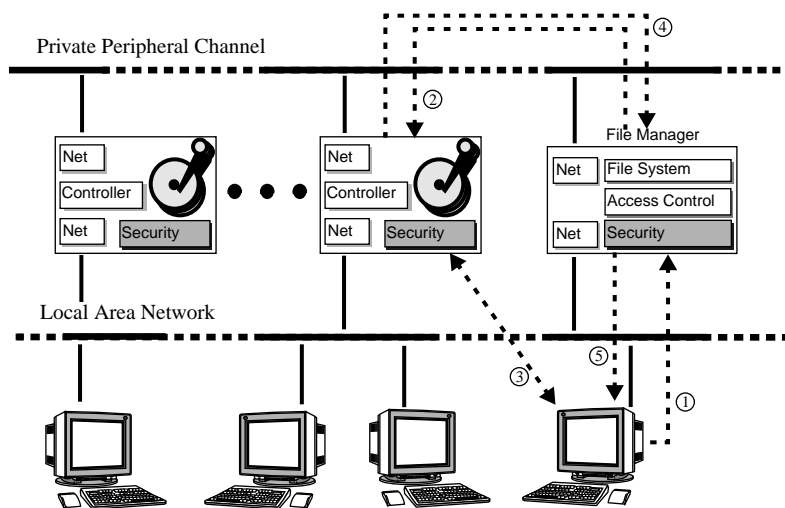 Private Peripheral Channel
④
②
File Manager
Net
Controller
Net
Security
Net
Controller
Net
Security
Net
File System
Access Control
Net
Security
Local Area Network
③
⑤
①